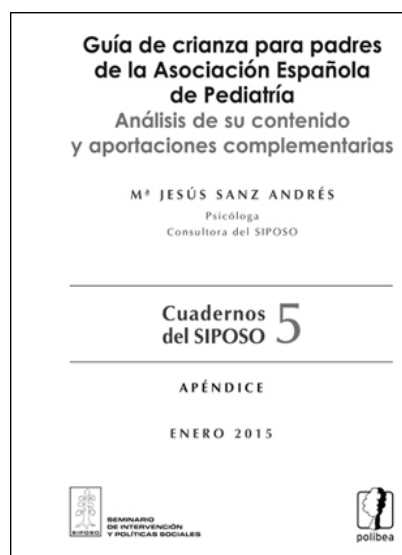 Guía de crianza para padres
de la Asociación Española
de Pediatría
Análisis de su contenido
y aportaciones complementarias
Mª JESÚS SANZ ANDRÉS
Psicóloga
Consultora del SIPOSO
Cuadernos
del SIPOSO 5
APÉNDICE
ENERO 2015
SIPOSO
SEMINARIO
DE INTERVENCIÓN
Y POLÍTICAS SOCIALES
polibea